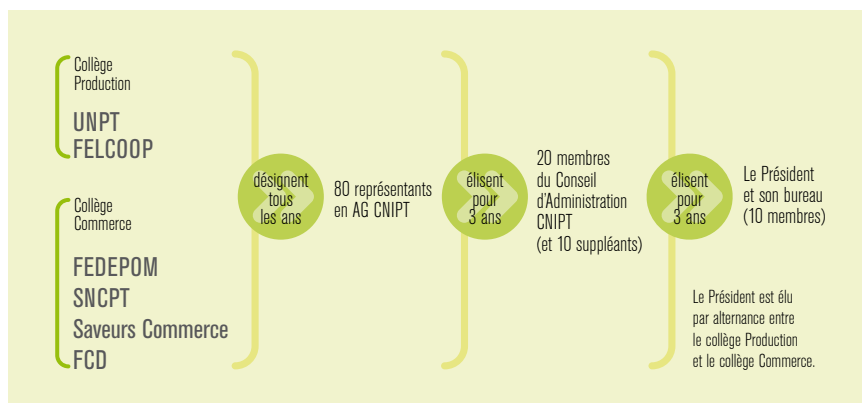 Collège
Production
UNPT
FELCOOP
Collège
Commerce
FEDEPOM
SNCPT
Saveurs Commerce
FCD
désignent
tous
les ans
80 représentants
en AG CNIPT
élisent
pour
3 ans
20 membres
du Conseil
d'Administration
CNIPT
(et 10 suppléants)
élisent
pour
3 ans
Le Président
et son bureau
(10 membres)
Le Président est élu
par alternance entre
le collège Production
et le collège Commerce.